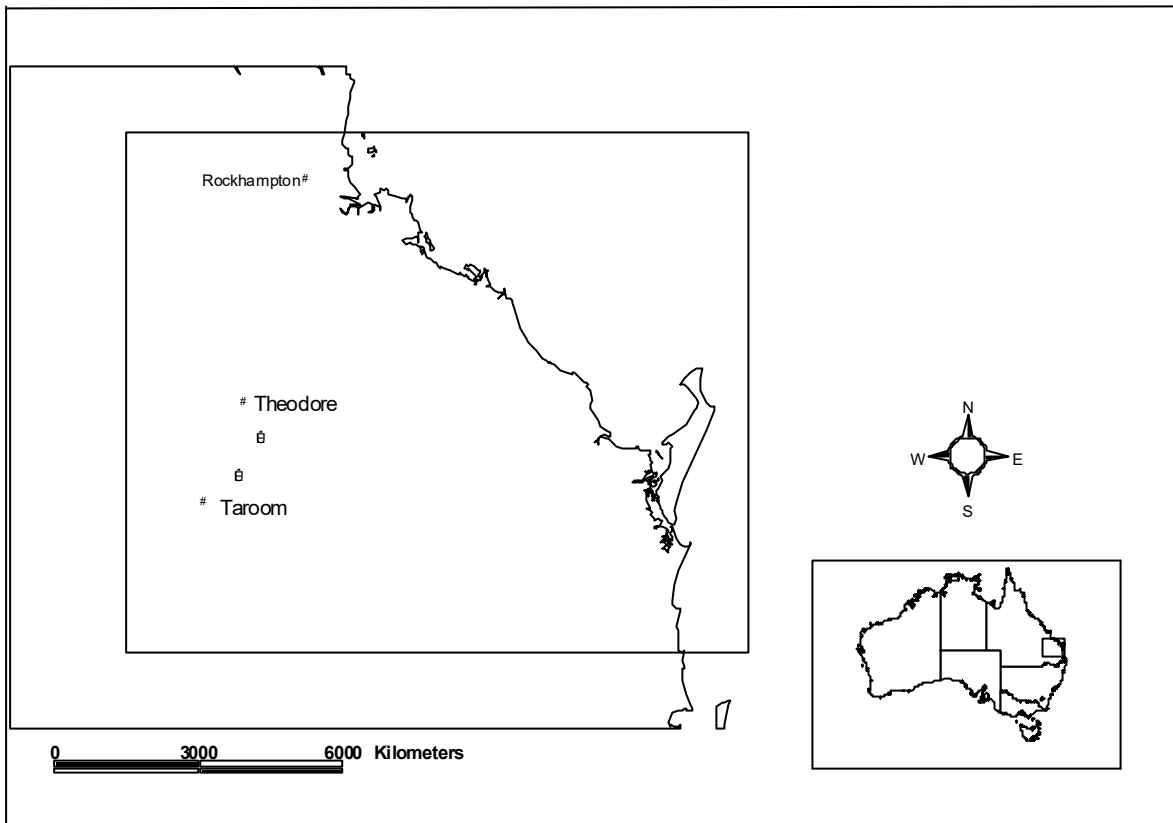 Rockhampton#
# Theodore
# Taroom
N
W E
S
0 3000 6000 Kilometers